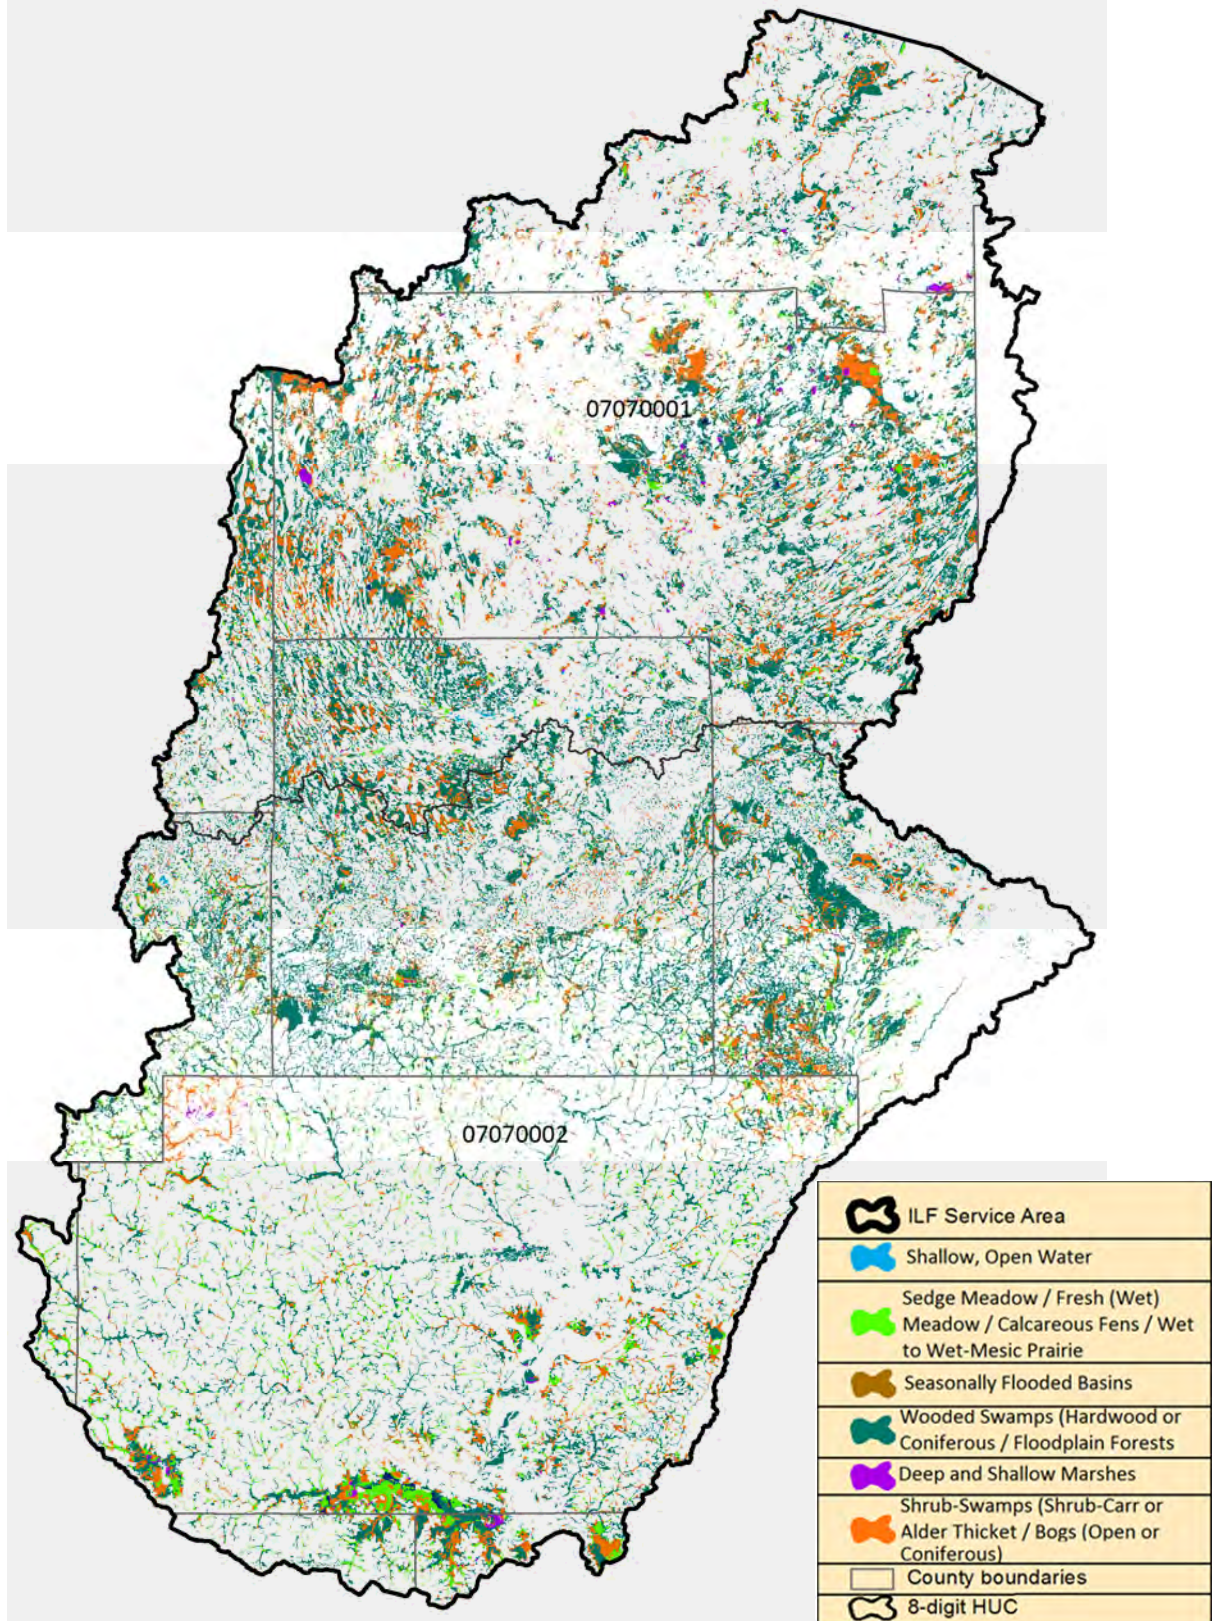 07070001
07070002
ILF Service Area
Shallow, Open Water
Sedge Meadow / Fresh (Wet)
Meadow / Calcareous Fens / Wet
to Wet-Mesic Prairie
Seasonally Flooded Basins
Wooded Swamps (Hardwood or
Coniferous / Floodplain Forests
Deep and Shallow Marshes
Shrub-Swamps (Shrub-Carr or
Alder Thicket / Bogs (Open or
Coniferous)
County boundaries
8-digit HUC